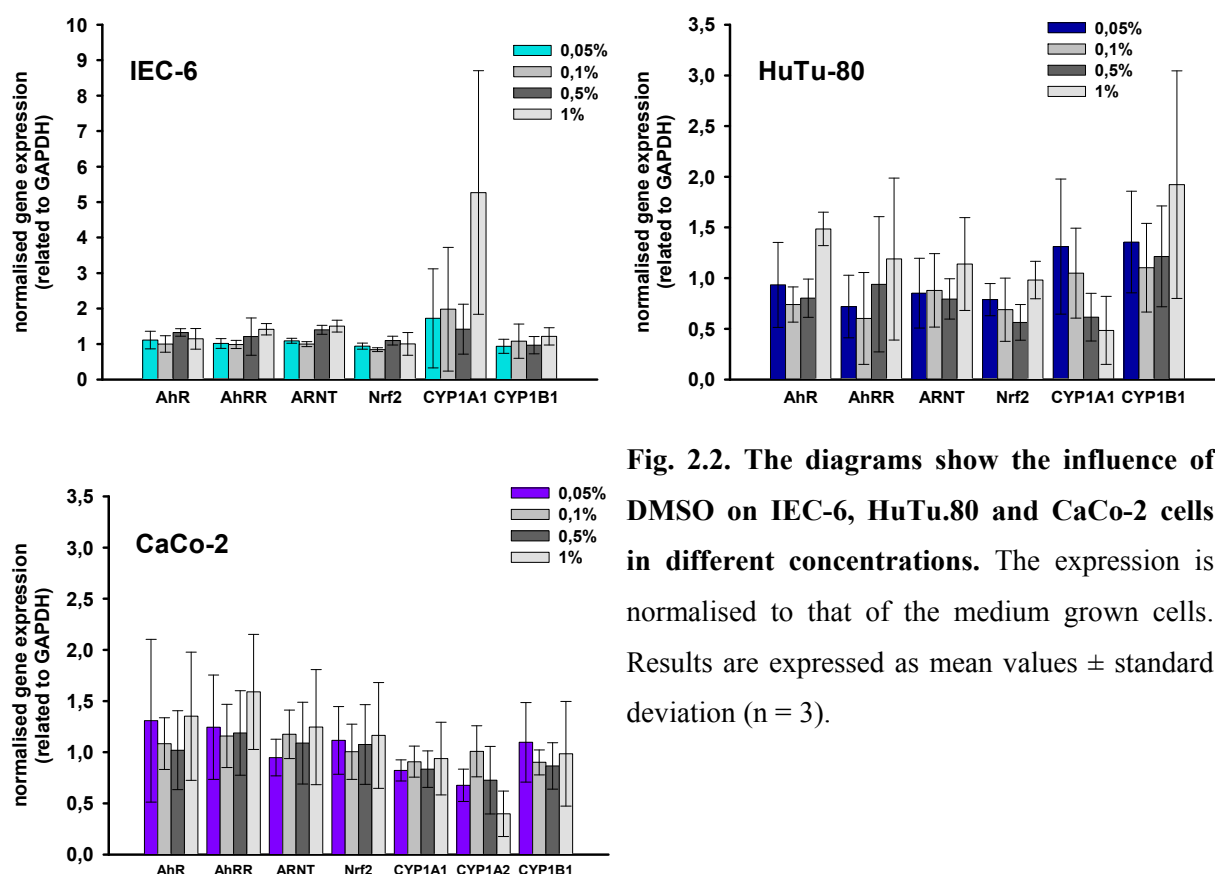 IEC-6
normalised gene expression
(related to GAPDH)
10
9
8
7
6
5
4
3
2
1
0
0,05%
0,1%
0,5%
1%
AhR AhRR ARNT Nrf2 CYP1A1 CYP1B1
HuTu-80
normalised gene expression
(related to GAPDH)
3,5
3,0
2,5
2,0
1,5
1,0
0,5
0,0
0,05%
0,1%
0,5%
1%
AhR AhRR ARNT Nrf2 CYP1A1 CYP1B1
CaCo-2
normalised gene expression
(related to GAPDH)
3,5
3,0
2,5
2,0
1,5
1,0
0,5
0,0
0,05%
0,1%
0,5%
1%
AhR AhRR ARNT Nrf2 CYP1A1 CYP1A2 CYP1B1
Fig. 2.2. The diagrams show the influence of
DMSO on IEC-6, HuTu.80 and CaCo-2 cells
in different concentrations. The expression is
normalised to that of the medium grown cells.
Results are expressed as mean values ± standard
deviation (n = 3).